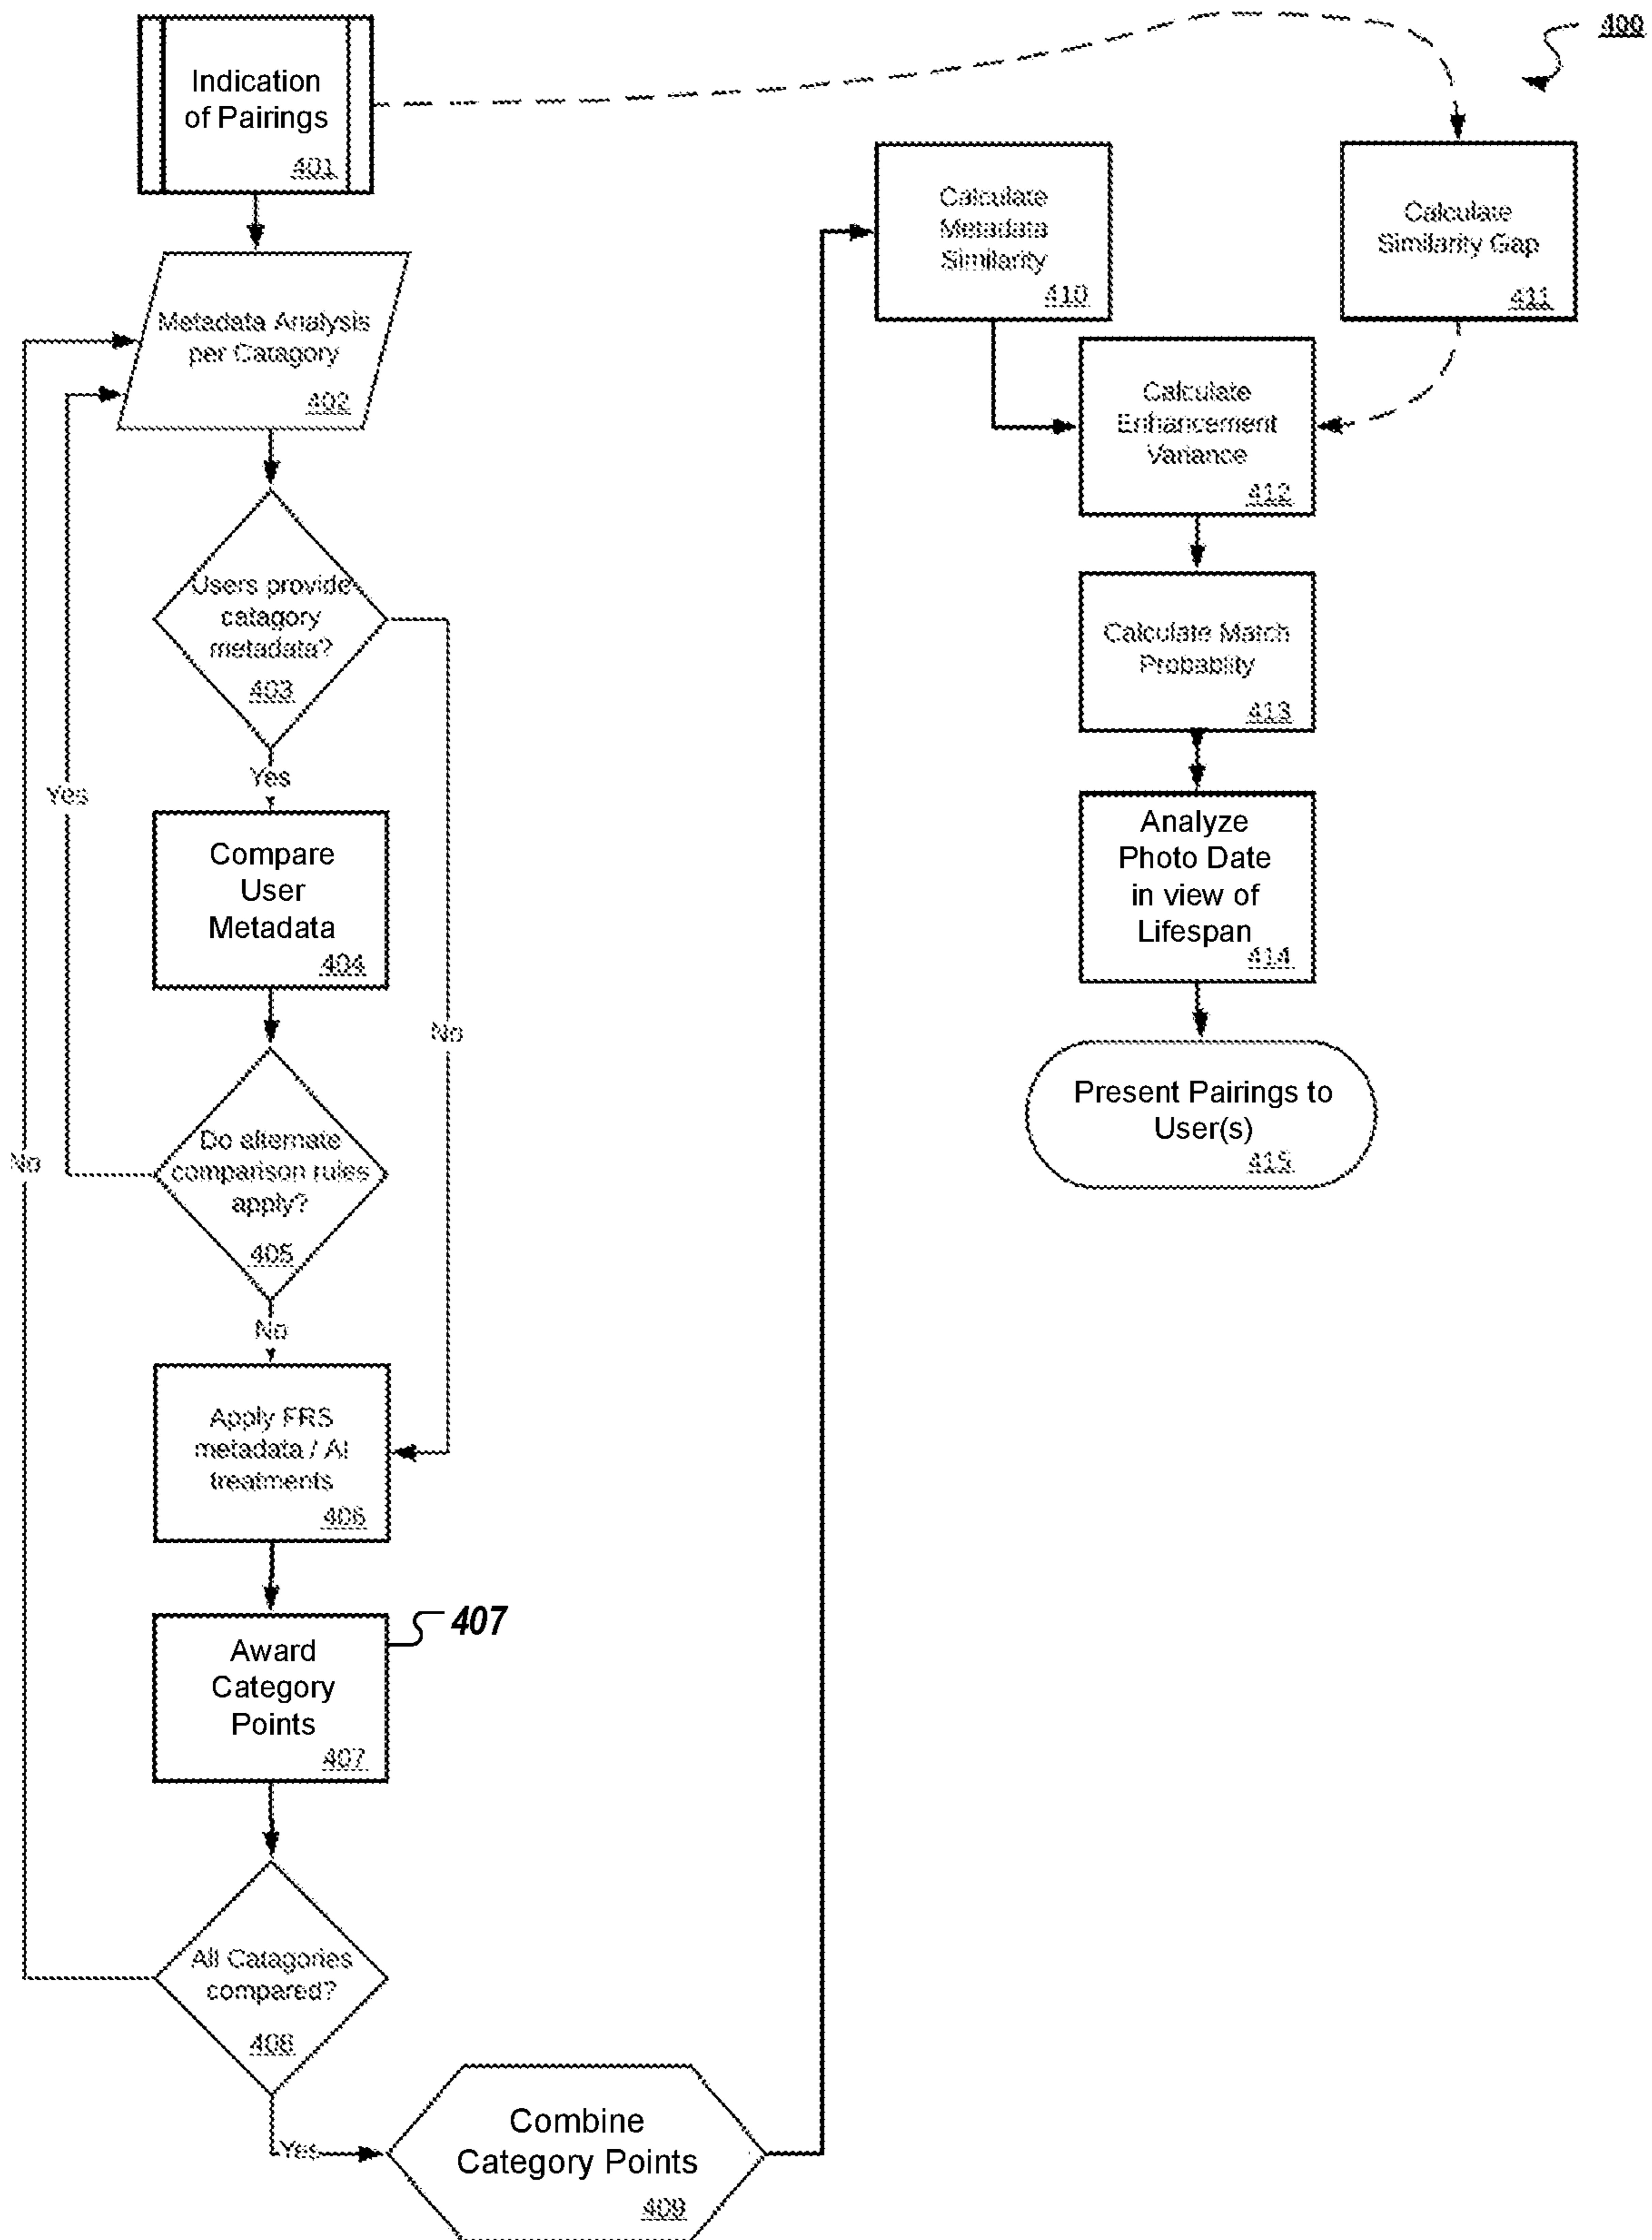 400
Indication
of Pairings
401
Metadata Analysis
per Catagory
402
Users provide
catagory
metadata?
403
Yes
Yes
Compare
User
Metadata
404
No
Do alternate
comparison rules
apply?
405
No
No
Apply FRS
metadata / AI
treatments
406
407
Award
Category
Points
407
All Catagories
compared?
408
Yes
Combine
Category Points
409
Calculate
Metadata
Similarity
410
Calculate
Similarity Gap
411
Calculate
Enhancement
Variance
412
Calculate Match
Probablity
413
Analyze
Photo Date
in view of
Lifespan
414
Present Pairings to
User(s)
415